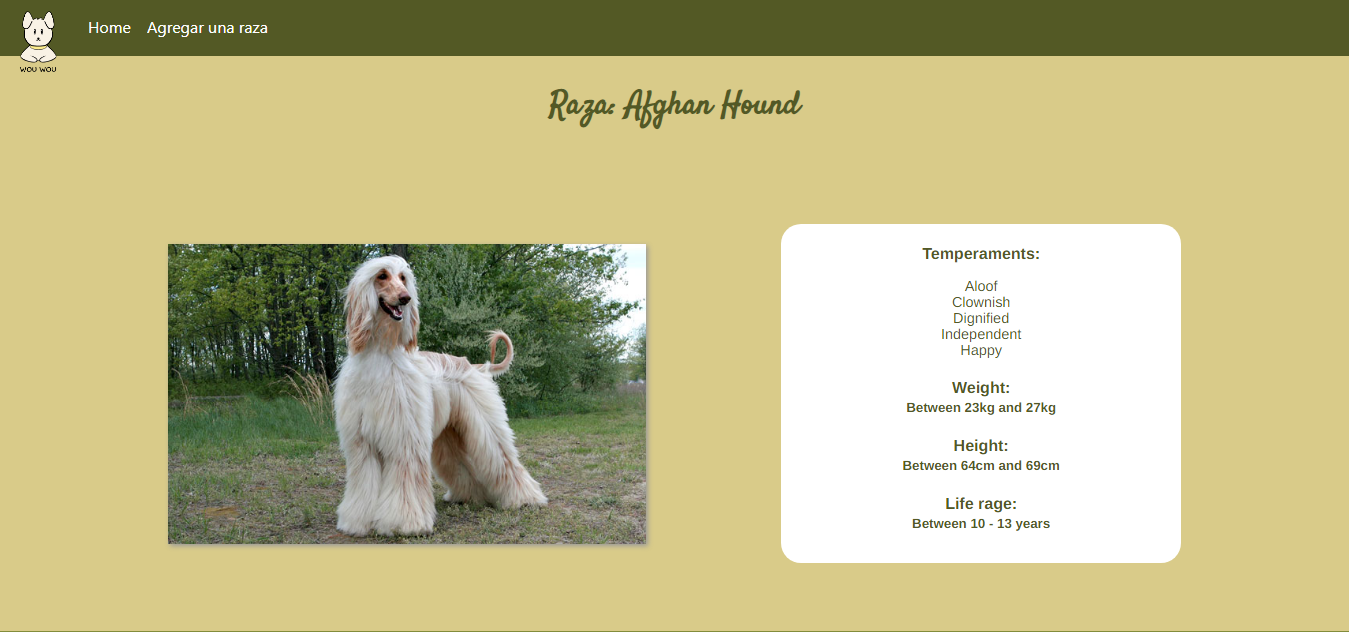 Home
Agregar una raza
WOU WOU
Raza: Afghan Hound
Temperaments:
Aloof
Clownish
Dignified
Independent
Happy
Weight:
Between 23kg and 27kg
Height:
Between 64cm and 69cm
Life rage:
Between 10 - 13 years